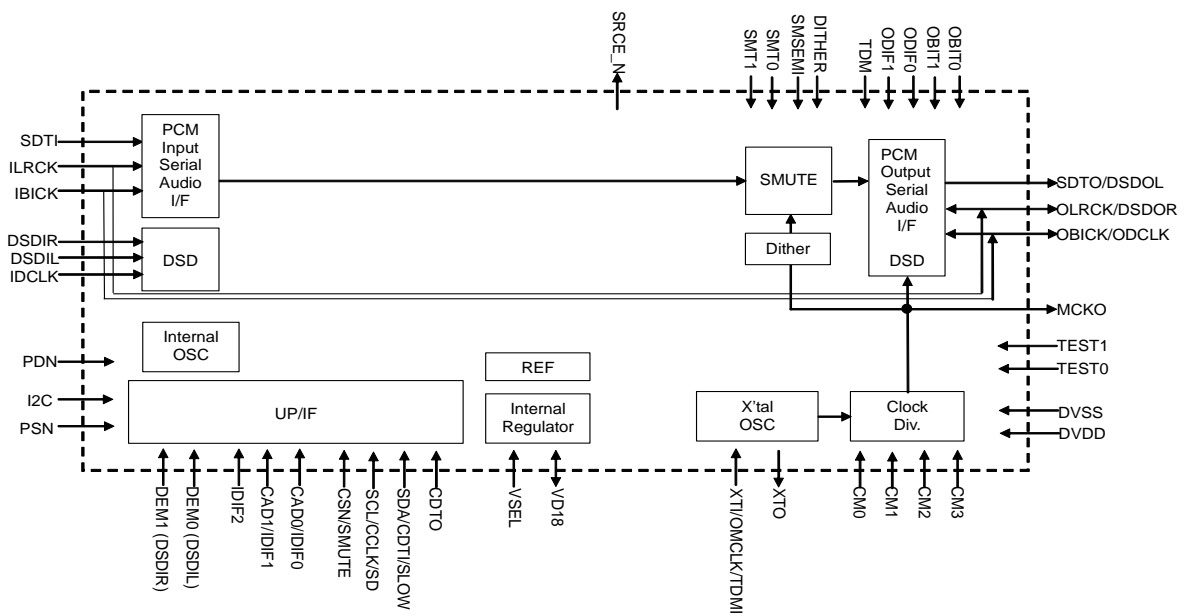 SRCE_N
SMT1
SMT0
SMSEMI
DITHER
TDM
ODIF1
ODIF0
OBIT1
OBIT0
SDTI
ILRCK
IBICK
PCM
Input
Serial
Audio
I/F
SMUTE
PCM
Output
Serial
Audio
I/F
DSD
SDTO/DSDOL
OLRCK/DSDOR
OBICK/ODCLK
DSDIR
DSDIL
IDCLK
DSD
Dither
MCKO
Internal
OSC
PDN
I2C
PSN
UP/IF
REF
Internal
Regulator
X'tal
OSC
Clock
Div.
TEST1
TEST0
DVSS
DVDD
DEM1 (DSDIR)
DEM0 (DSDIL)
IDIF2
CAD1/IDIF1
CAD0/IDIF0
CSN/SMUTE
SCL/CCLK/SD
SDA/CDTI/SLOW
CDTO
VSEL
VD18
XTI/OMCLK/TDMI
XTO
CM0
CM1
CM2
CM3